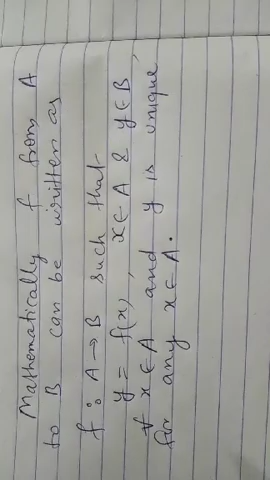 Mathematically f from A
to B can be written as
f : A → B such that
y = f(x), x ∈ A & y ∈ B,
∀ x ∈ A and y is unique
for any x ∈ A.